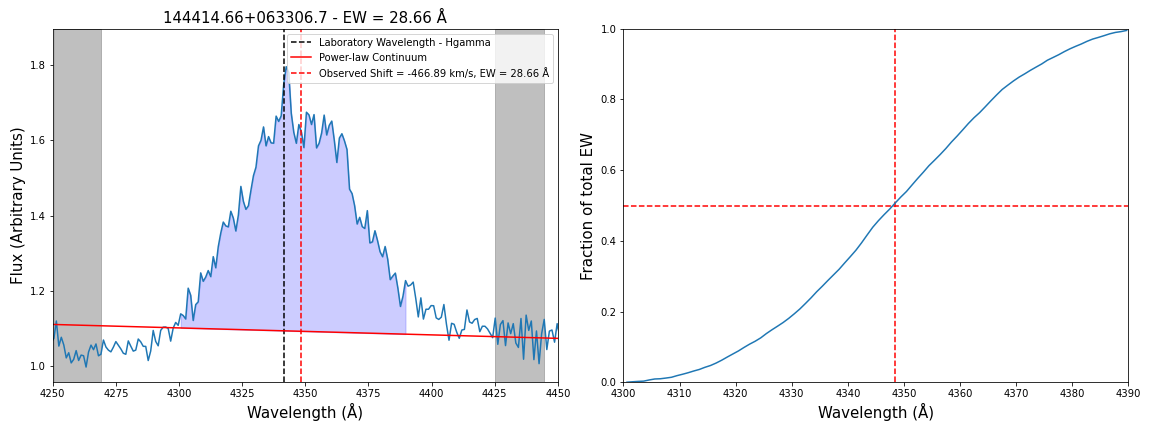 144414.66+063306.7 - EW = 28.66 Å
Laboratory Wavelength - Hgamma
Power-law Continuum
Observed Shift = -466.89 km/s, EW = 28.66 Å
Flux (Arbitrary Units)
1.8
1.6
1.4
1.2
1.0
4250 4275 4300 4325 4350 4375 4400 4425 4450
Wavelength (Å)
Fraction of total EW
1.0
0.8
0.6
0.4
0.2
0.0
4300 4310 4320 4330 4340 4350 4360 4370 4380 4390
Wavelength (Å)